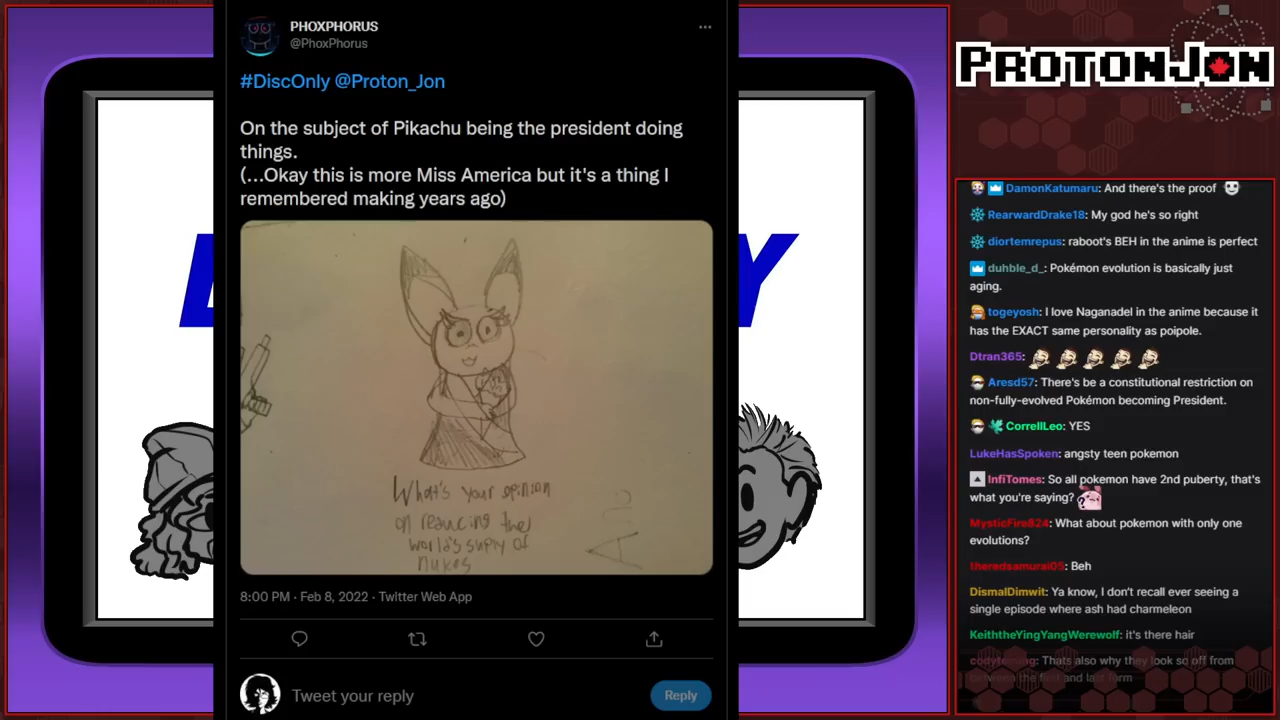 PHOXPHORUS
@PhoxPhorus
#DiscOnly @Proton_Jon
On the subject of Pikachu being the president doing
things.
(...Okay this is more Miss America but it's a thing I
remembered making years ago)
What's your opinion
on reducing the
world's suply of
nukes
8:00 PM · Feb 8, 2022 · Twitter Web App
Tweet your reply
Reply
Y
PROTONJON
DamonKatumaru: And there's the proof
RearwardDrake18: My god he's so right
diortemrepus: raboot's BEH in the anime is perfect
duhble_d_: Pokémon evolution is basically just
aging.
togeyosh: I love Naganadel in the anime because it
has the EXACT same personality as poipole.
Dtran365:
Aresd57: There's be a constitutional restriction on
non-fully-evolved Pokémon becoming President.
CorrellLeo: YES
LukeHasSpoken: angsty teen pokemon
InfiTomes: So all pokemon have 2nd puberty, that's
what you're saying?
MysticFire824: What about pokemon with only one
evolutions?
theredsamurai05: Beh
DismalDimwit: Ya know, I don't recall ever seeing a
single episode where ash had charmeleon
KeiththeYingYangWerewolf: it's there hair
Thats also why they look so off from
between the first and last form